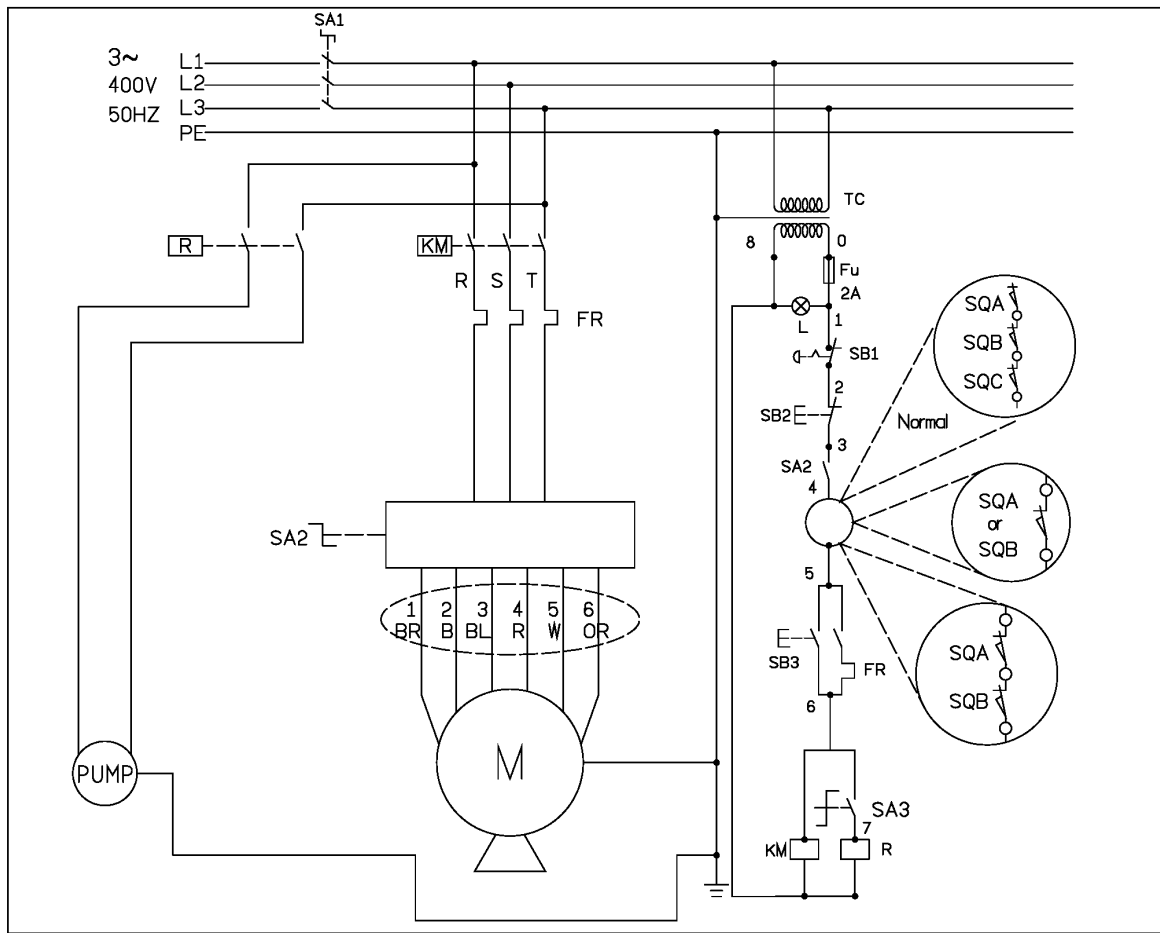 SA1
3~ L1
400V L2
50HZ L3
PE
TC
R
KM
8 0
Fu
2A
R S T
FR
L
1
SB1
SQA
SQB
SQC
2
SB2
Normal
3
SA2
4
SQA
or
SQB
SA2
5
1 2 3 4 5 6
BR B BL R W OR
SB3
FR
SQA
SQB
6
M
PUMP
SA3
7
KM
R